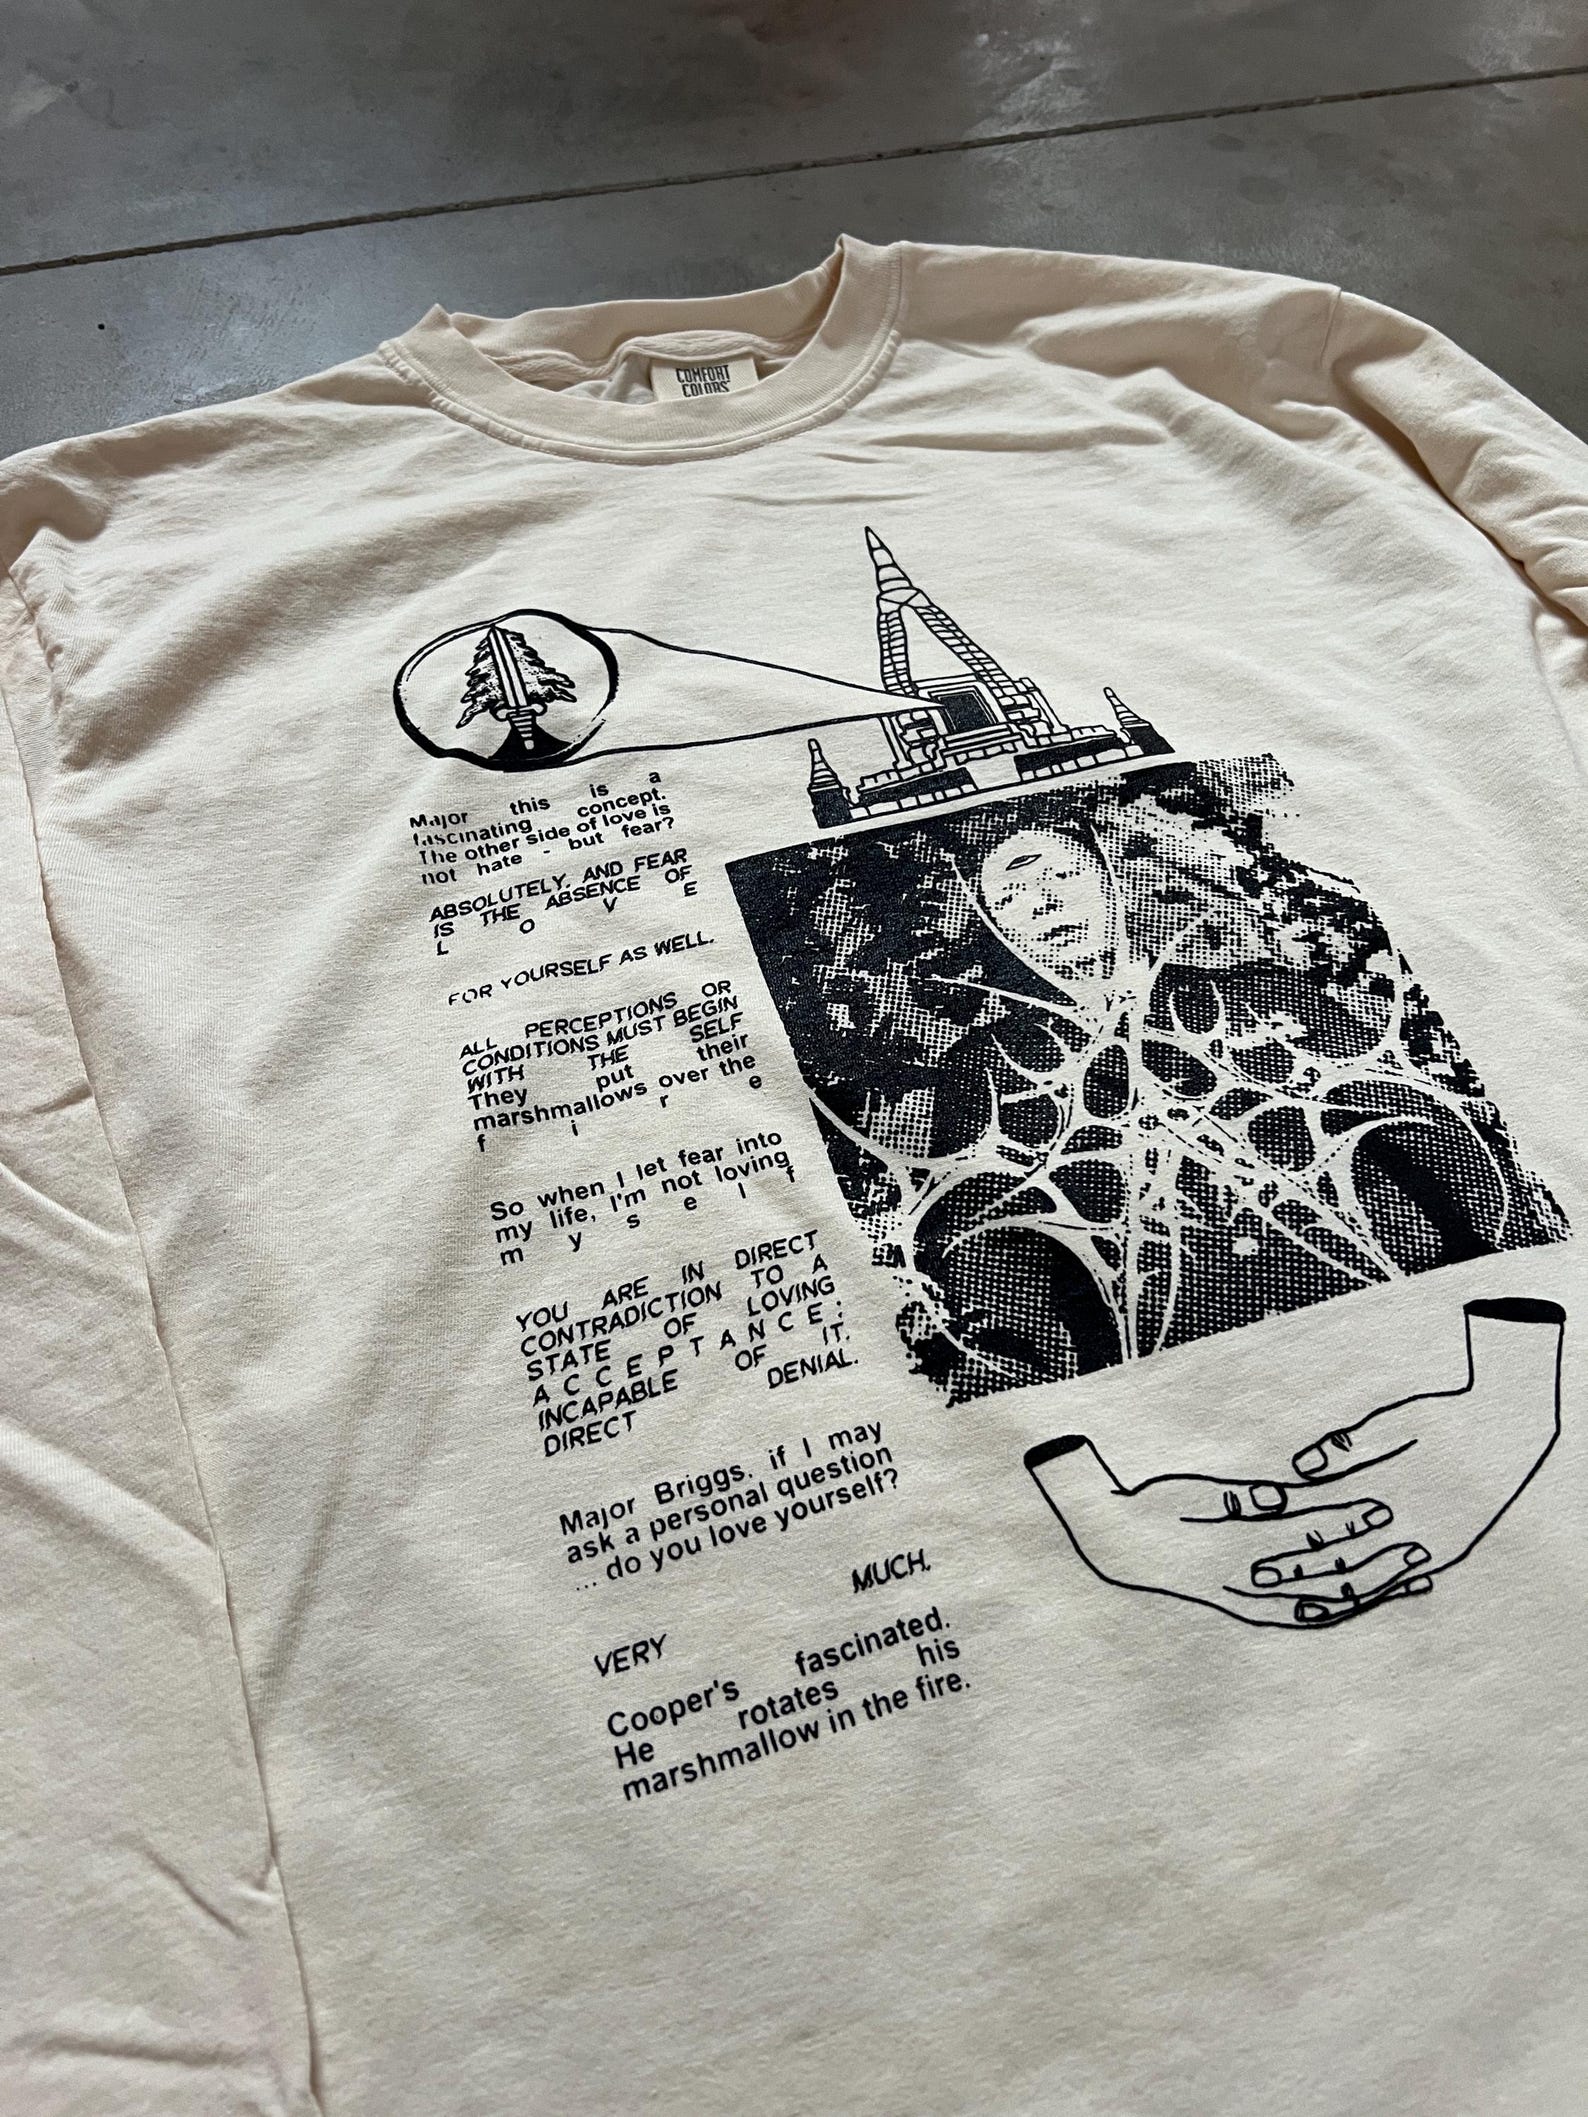 COMFORT
COLORS
Major this is a
fascinating concept.
The other side of love is
not hate - but fear?
ABSOLUTELY. AND FEAR
IS THE ABSENCE OF
L O V E
FOR YOURSELF AS WELL.
ALL PERCEPTIONS OR
CONDITIONS MUST BEGIN
WITH THE SELF
They put their
marshmallows over the
f i r e
So when I let fear into
my life, I'm not loving
m y s e l f
YOU ARE IN DIRECT
CONTRADICTION TO A
STATE OF LOVING
A C C E P T A N C E ;
INCAPABLE OF IT.
DIRECT DENIAL.
Major Briggs, if I may
ask a personal question
... do you love yourself?
VERY MUCH.
Cooper's fascinated.
He rotates his
marshmallow in the fire.